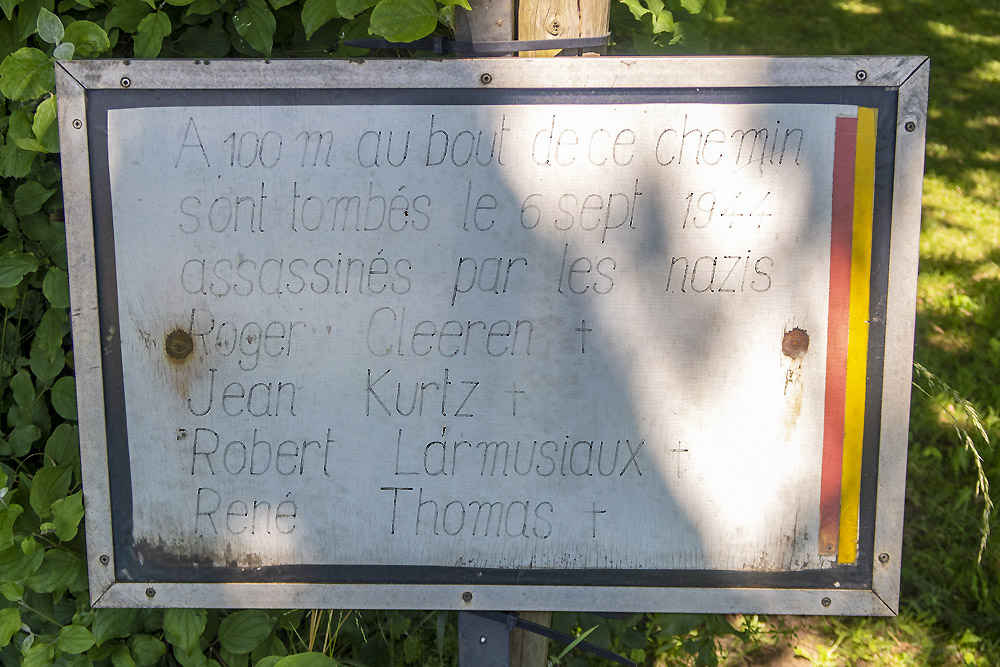 A 100 m au bout de ce chemin
sont tombés le 6 sept 1944
assassinés par les nazis
Roger Cleeren +
Jean Kurtz +
Robert Lármusiaux +
René Thomas +